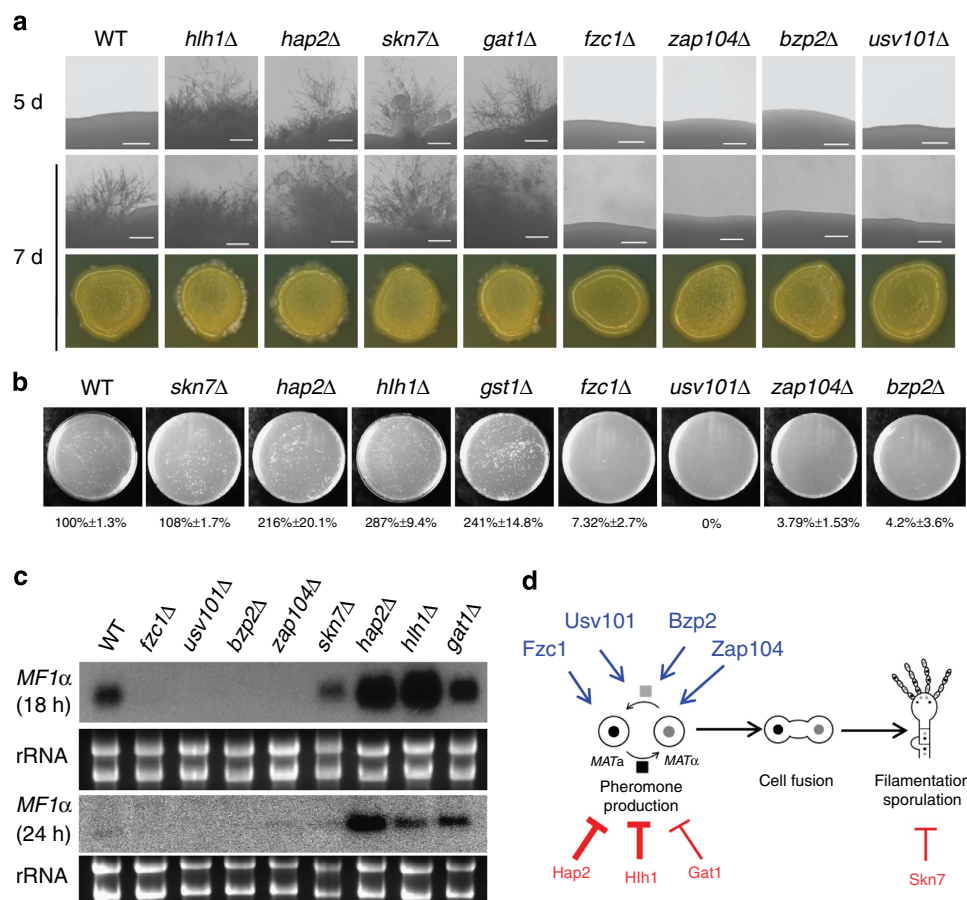 a
WT hlh1Δ hap2Δ skn7Δ gat1Δ fzc1Δ zap104Δ bzp2Δ usv101Δ
5 d
7 d
b
WT skn7Δ hap2Δ hlh1Δ gst1Δ fzc1Δ usv101Δ zap104Δ bzp2Δ
100%±1.3% 108%±1.7% 216%±20.1% 287%±9.4% 241%±14.8% 7.32%±2.7% 0% 3.79%±1.53% 4.2%±3.6%
c
WT fzc1Δ usv101Δ bzp2Δ zap104Δ skn7Δ hap2Δ hlh1Δ gat1Δ
MF1α
(18 h)
rRNA
MF1α
(24 h)
rRNA
d
Usv101 Bzp2
Fzc1 Zap104
MATa MATα
Pheromone
production
Cell fusion
Filamentation
sporulation
Hap2 Hlh1 Gat1
Skn7